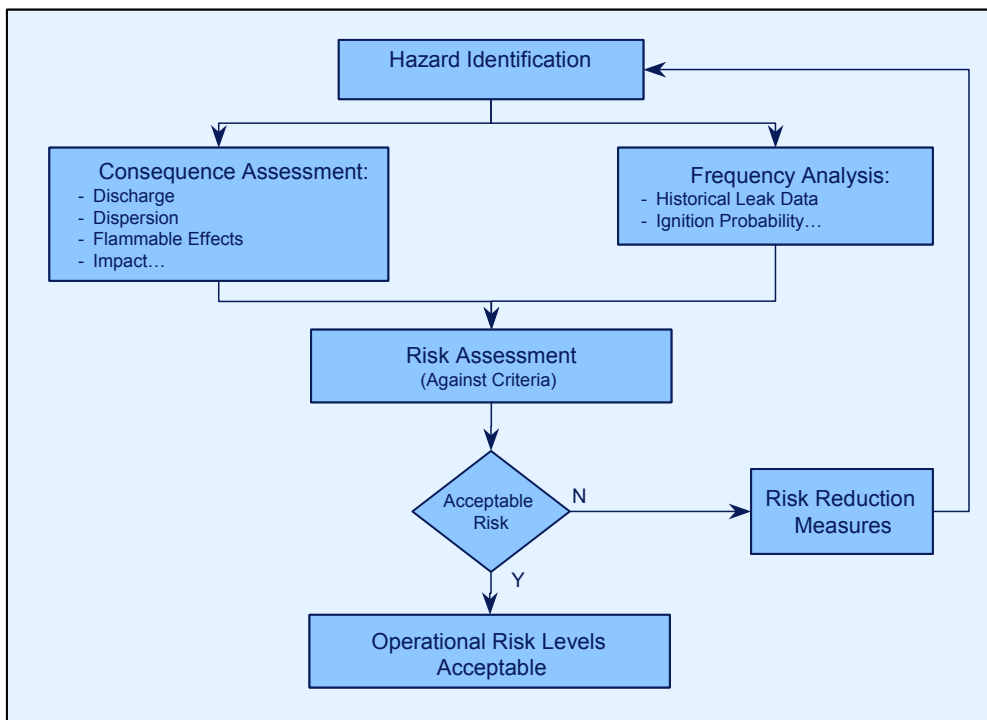 Hazard Identification
Consequence Assessment:
- Discharge
- Dispersion
- Flammable Effects
- Impact…
Frequency Analysis:
- Historical Leak Data
- Ignition Probability…
Risk Assessment
(Against Criteria)
Acceptable
Risk
N
Risk Reduction
Measures
Y
Operational Risk Levels
Acceptable